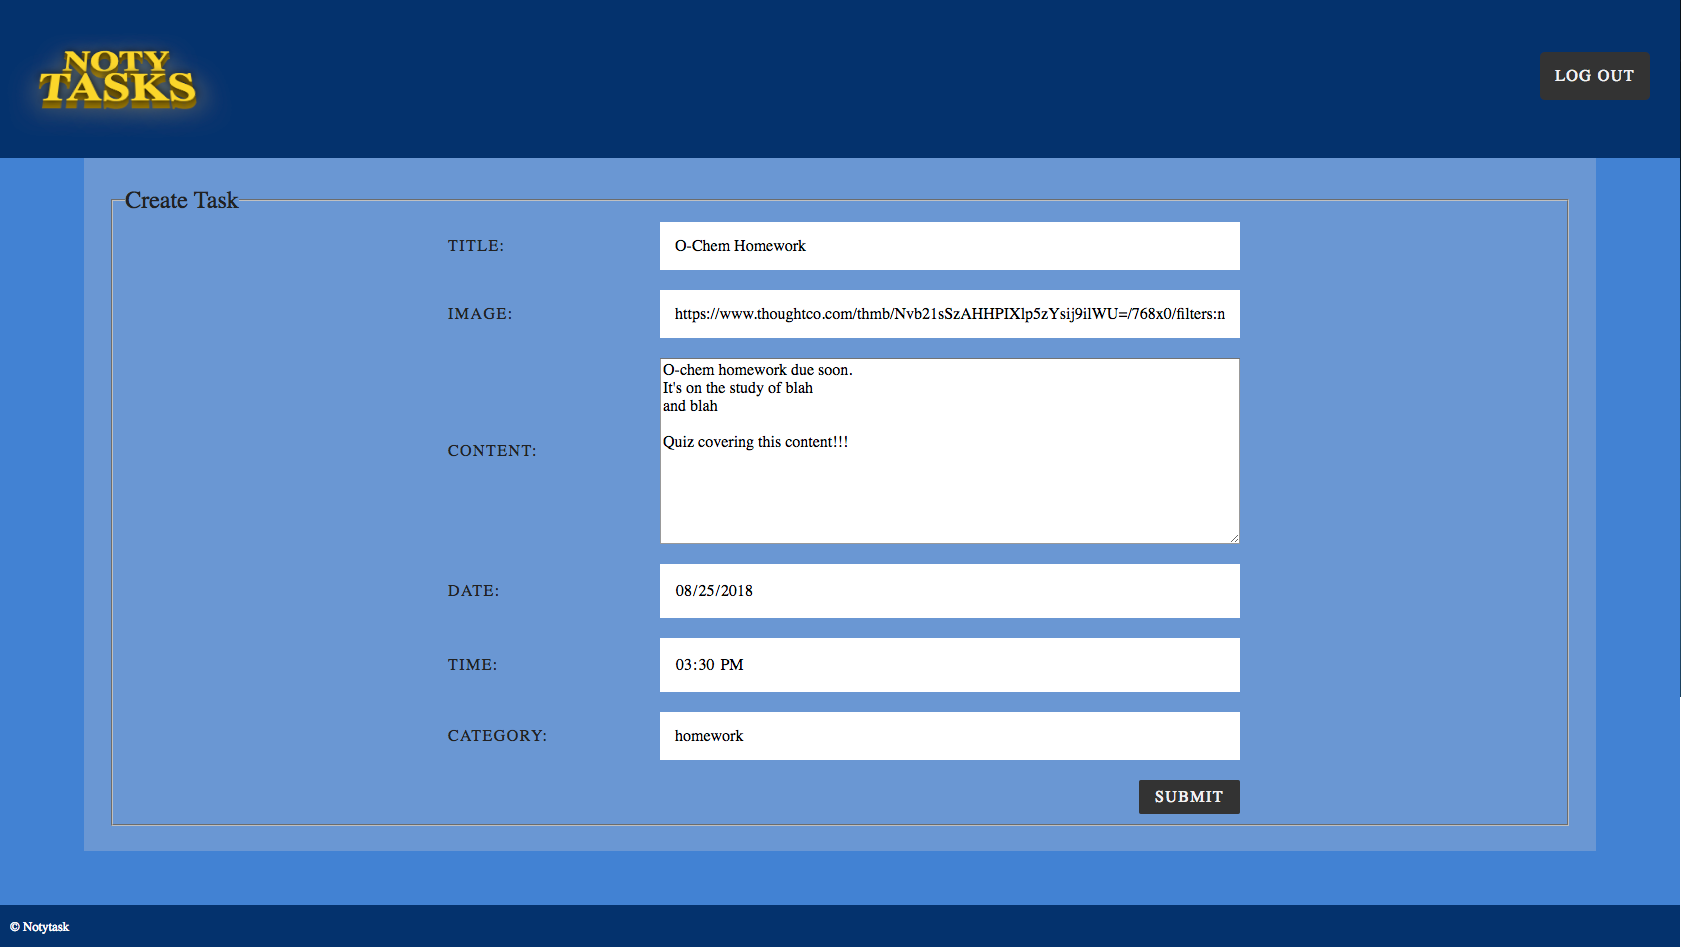 NOTY
TASKS
LOG OUT
Create Task
TITLE:
O-Chem Homework
IMAGE:
https://www.thoughtco.com/thmb/Nvb21sSzAHHPIXlp5zYsij9ilWU=/768x0/filters:n
CONTENT:
O-chem homework due soon.
It's on the study of blah
and blah
Quiz covering this content!!!
DATE:
08/25/2018
TIME:
03:30 PM
CATEGORY:
homework
SUBMIT
© Notytask